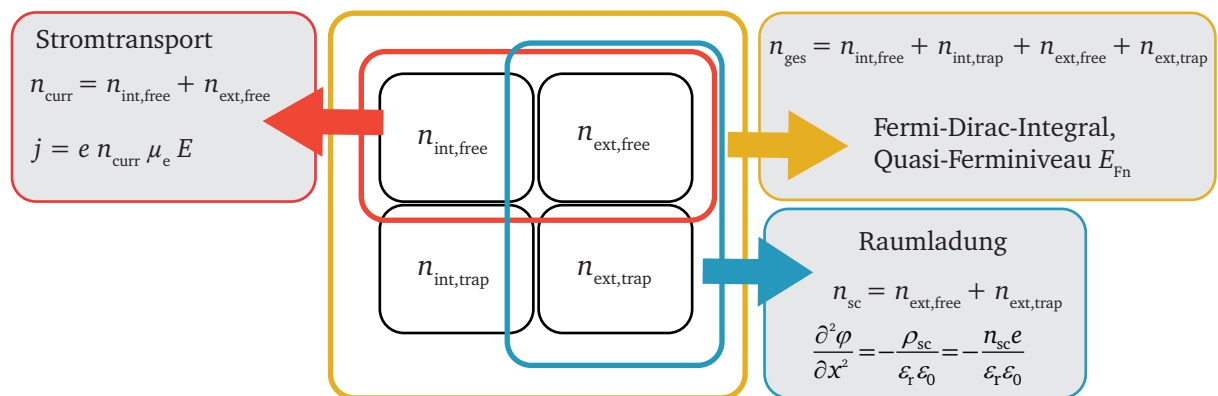 Stromtransport
n_curr = n_int,free + n_ext,free
j = e n_curr μ_e E
n_int,free
n_ext,free
n_int,trap
n_ext,trap
n_ges = n_int,free + n_int,trap + n_ext,free + n_ext,trap
Fermi-Dirac-Integral,
Quasi-Ferminiveau E_Fn
Raumladung
n_sc = n_ext,free + n_ext,trap
∂²φ/∂x² = −ρ_sc/(ε_r ε_0) = −n_sc e/(ε_r ε_0)